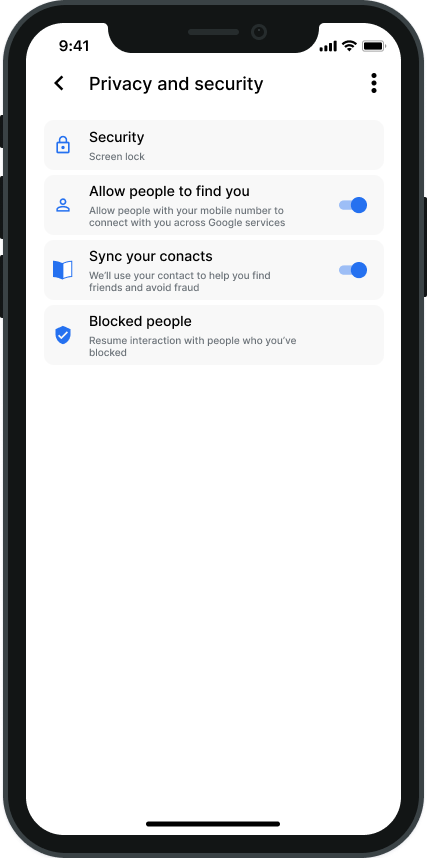 9:41
Privacy and security
Security
Screen lock
Allow people to find you
Allow people with your mobile number to
connect with you across Google services
Sync your conacts
We'll use your contact to help you find
friends and avoid fraud
Blocked people
Resume interaction with people who you've
blocked